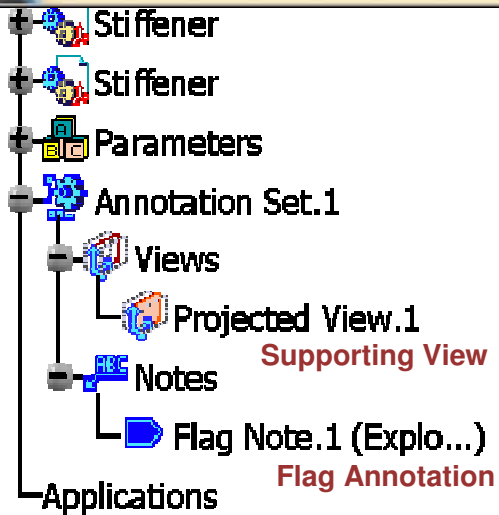 Stiffener
Stiffener
Parameters
Annotation Set.1
Views
Projected View.1
Supporting View
ABC
Notes
Flag Note.1 (Explo...)
Flag Annotation
Applications